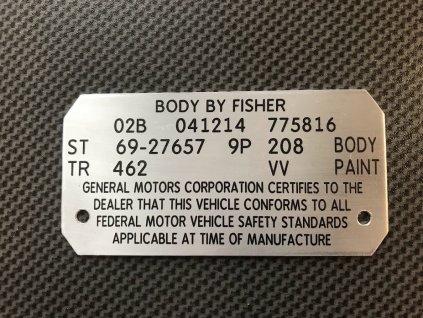 BODY BY FISHER
02B 041214 775816
ST 69-27657 9P 208 BODY
TR 462 VV PAINT
GENERAL MOTORS CORPORATION CERTIFIES TO THE
DEALER THAT THIS VEHICLE CONFORMS TO ALL
FEDERAL MOTOR VEHICLE SAFETY STANDARDS
APPLICABLE AT TIME OF MANUFACTURE